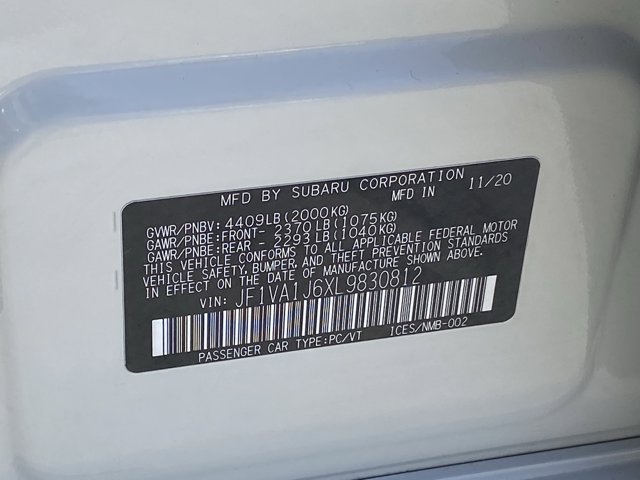 MFD BY SUBARU CORPORATION
MFD IN 11/20
GVWR/PNBV: 4409LB(2000KG)
GAWR/PNBE:FRONT- 2370LB(1075KG)
GAWR/PNBE:REAR - 2293LB(1040KG)
THIS VEHICLE CONFORMS TO ALL APPLICABLE FEDERAL MOTOR
VEHICLE SAFETY, BUMPER, AND THEFT PREVENTION STANDARDS
IN EFFECT ON THE DATE OF MANUFACTURE SHOWN ABOVE.
VIN: JF1VA1J6XL9830812
PASSENGER CAR TYPE:PC/VT ICES/NMB-002